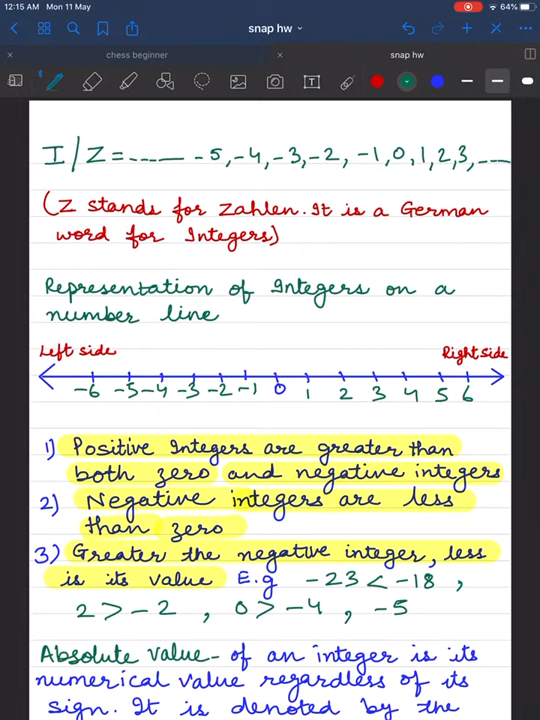 12:15 AM Mon 11 May
64%
snap hw
chess beginner
snap hw
I/Z = ...... -5, -4, -3, -2, -1, 0, 1, 2, 3, ......
(Z stands for Zahlen. It is a German
word for Integers)
Representation of Integers on a
number line
Left side Right side
-6 -5 -4 -3 -2 -1 0 1 2 3 4 5 6
1) Positive Integers are greater than
both zero and negative integers
2) Negative integers are less
than zero
3) Greater the negative integer, less
is its value E.g -23 < -18,
2 > -2, 0 > -4, -5
Absolute value- of an integer is its
numerical value regardless of its
sign. It is denoted by the